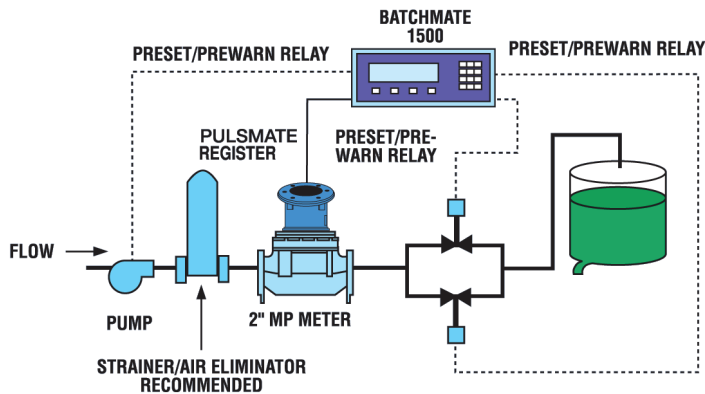 BATCHMATE
1500
PRESET/PREWARN RELAY
PRESET/PREWARN RELAY
PULSMATE
REGISTER
PRESET/PRE-
WARN RELAY
FLOW
PUMP
2" MP METER
STRAINER/AIR ELIMINATOR
RECOMMENDED